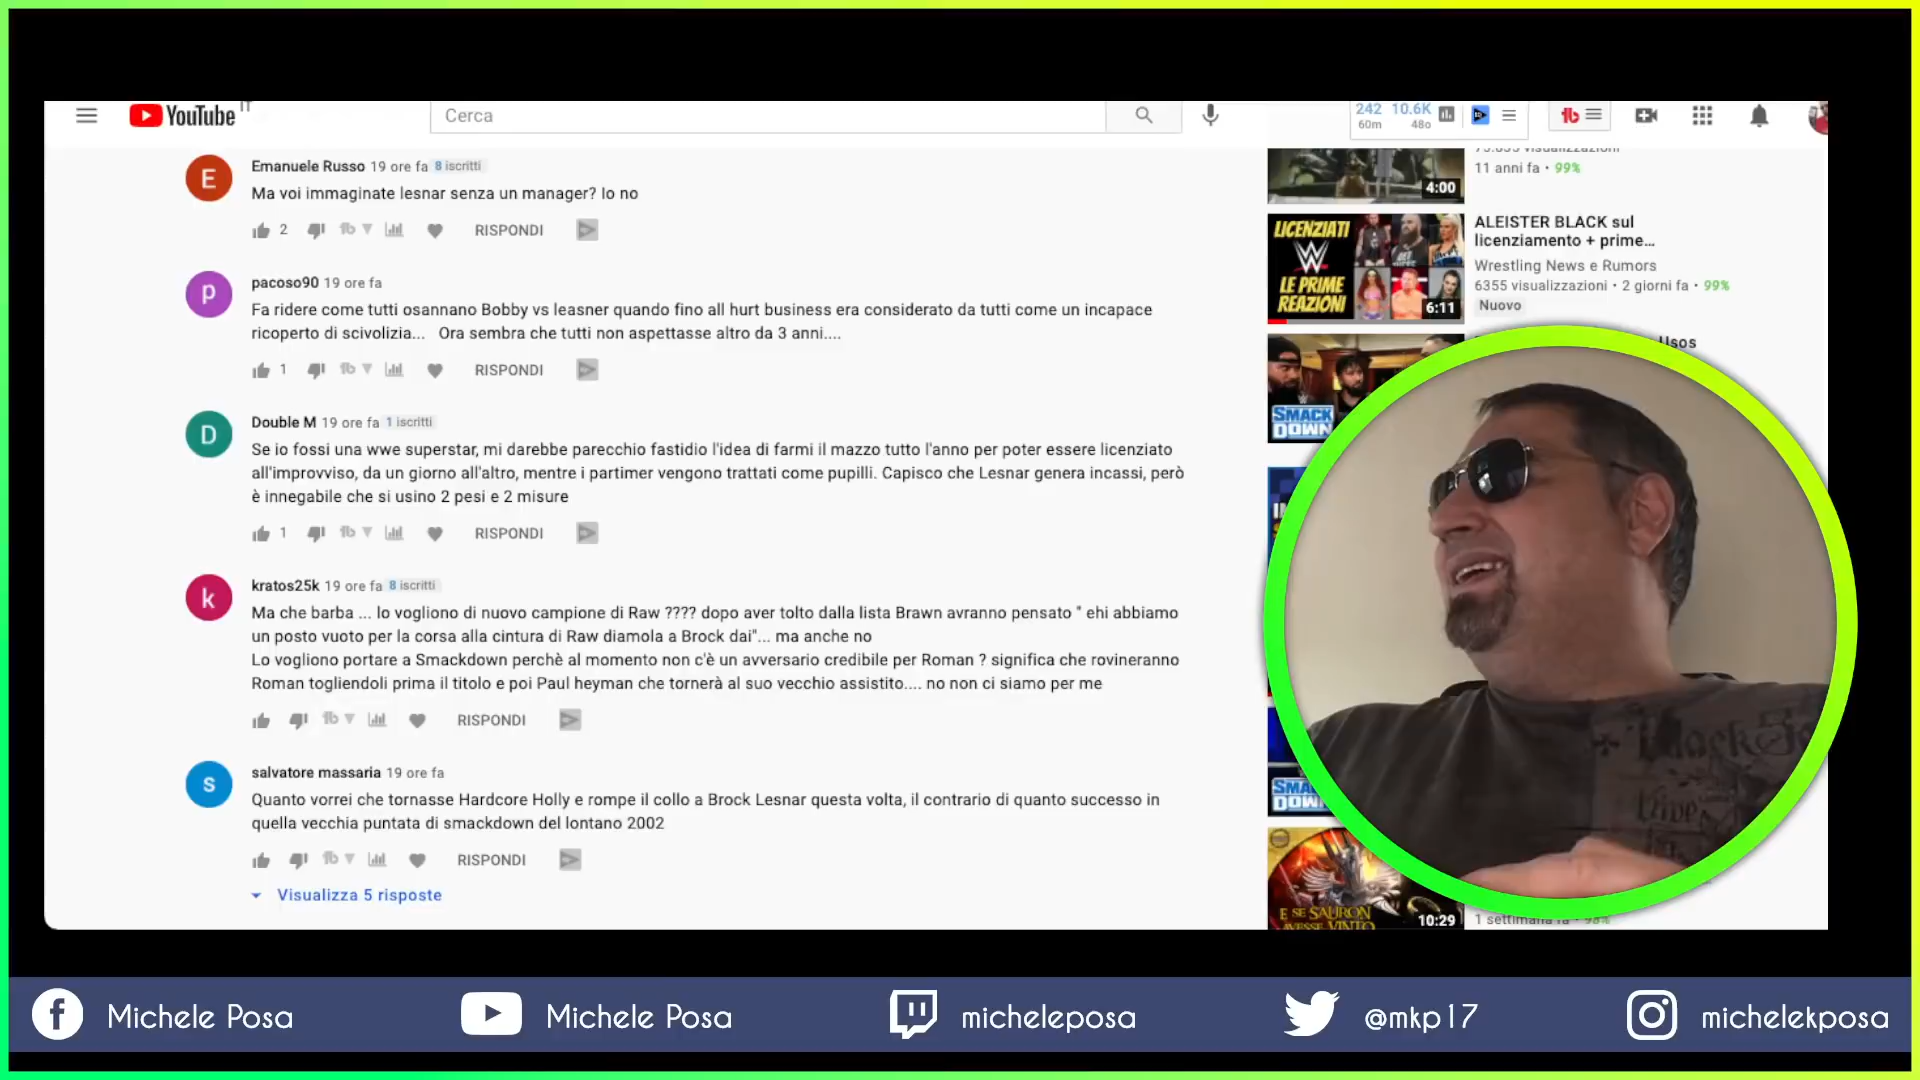 YouTube IT
Cerca
242 10.6K
60m 48o
Emanuele Russo 19 ore fa 8 iscritti
Ma voi immaginate lesnar senza un manager? Io no
2 RISPONDI
pacoso90 19 ore fa
Fa ridere come tutti osannano Bobby vs leasner quando fino all hurt business era considerato da tutti come un incapace
ricoperto di scivolizia... Ora sembra che tutti non aspettasse altro da 3 anni....
1 RISPONDI
Double M 19 ore fa 1 iscritti
Se io fossi una wwe superstar, mi darebbe parecchio fastidio l'idea di farmi il mazzo tutto l'anno per poter essere licenziato
all'improvviso, da un giorno all'altro, mentre i partimer vengono trattati come pupilli. Capisco che Lesnar genera incassi, però
è innegabile che si usino 2 pesi e 2 misure
1 RISPONDI
kratos25k 19 ore fa 8 iscritti
Ma che barba ... lo vogliono di nuovo campione di Raw ???? dopo aver tolto dalla lista Brawn avranno pensato " ehi abbiamo
un posto vuoto per la corsa alla cintura di Raw diamola a Brock dai"... ma anche no
Lo vogliono portare a Smackdown perchè al momento non c'è un avversario credibile per Roman ? significa che rovineranno
Roman togliendoli prima il titolo e poi Paul heyman che tornerà al suo vecchio assistito.... no non ci siamo per me
RISPONDI
salvatore massaria 19 ore fa
Quanto vorrei che tornasse Hardcore Holly e rompe il collo a Brock Lesnar questa volta, il contrario di quanto successo in
quella vecchia puntata di smackdown del lontano 2002
RISPONDI
Visualizza 5 risposte
4:00
11 anni fa • 99%
LICENZIATI
LE PRIME
REAZIONI
6:11
ALEISTER BLACK sul
licenziamento + prime...
Wrestling News e Rumors
6355 visualizzazioni • 2 giorni fa • 99%
Nuovo
Usos
SMACK
DOWN
SMACK
DOWN
E SE SAURON
AVESSE VINTO
10:29
1 settimana fa • 98%
Michele Posa
Michele Posa
micheleposa
@mkp17
michelekposa